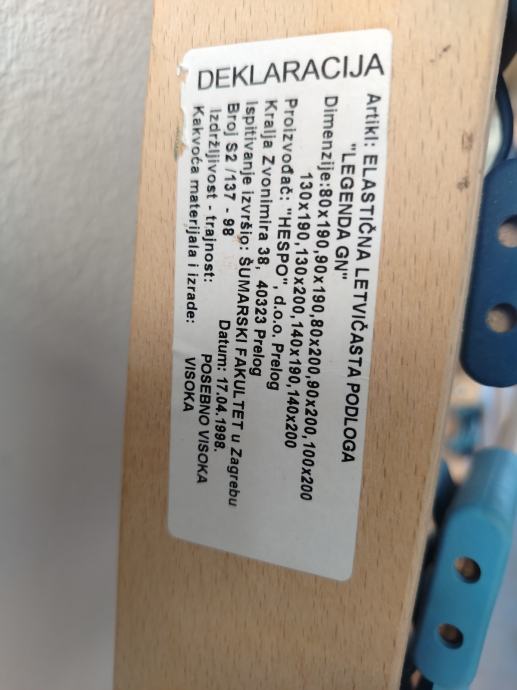 DEKLARACIJA
Artikl: ELASTIČNA LETVIČASTA PODLOGA
"LEGENDA GN"
Dimenzije:80x190,90x190,80x200,90x200,100x200
130x190,130x200,140x190,140x200
Proizvođač: "HESPO", d.o.o. Prelog
Kralja Zvonimira 38, 40323 Prelog
Ispitivanje izvršio: ŠUMARSKI FAKULTET u Zagrebu
Broj S2 /137 - 98 Datum: 17.04.1998.
Izdržljivost - trajnost: POSEBNO VISOKA
Kakvoća materijala i izrade: VISOKA